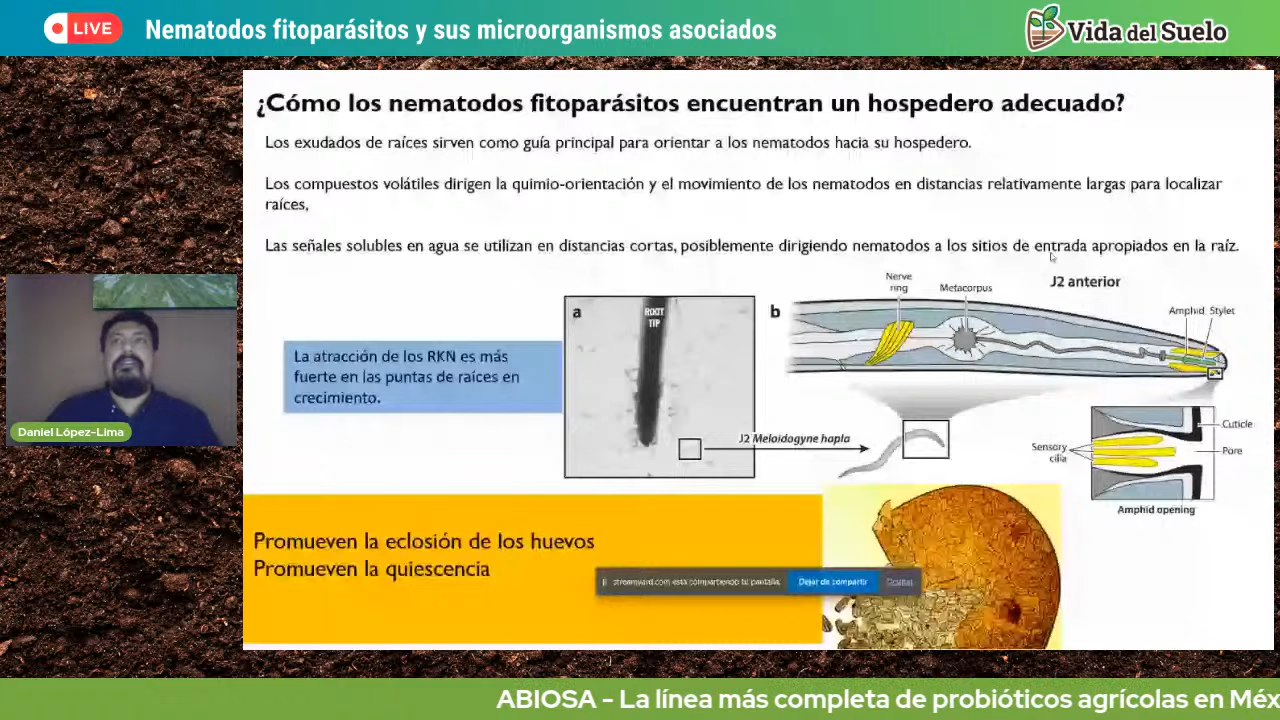 LIVE
Nematodos fitoparásitos y sus microorganismos asociados
Vida del Suelo
¿Cómo los nematodos fitoparásitos encuentran un hospedero adecuado?
Los exudados de raíces sirven como guía principal para orientar a los nematodos hacia su hospedero.
Los compuestos volátiles dirigen la quimio-orientación y el movimiento de los nematodos en distancias relativamente largas para localizar
raíces,
Las señales solubles en agua se utilizan en distancias cortas, posiblemente dirigiendo nematodos a los sitios de entrada apropiados en la raíz.
La atracción de los RKN es más
fuerte en las puntas de raíces en
crecimiento.
a
ROOT
TIP
b
Nerve
ring
Metacorpus
J2 anterior
Amphid
Stylet
J2 Meloidogyne hapla
Sensory
cilia
Cuticle
Pore
Amphid opening
Daniel López-Lima
Promueven la eclosión de los huevos
Promueven la quiescencia
streamyard.com está compartiendo tu pantalla.
Dejar de compartir
Ocultar
ABIOSA - La línea más completa de probióticos agrícolas en Méx